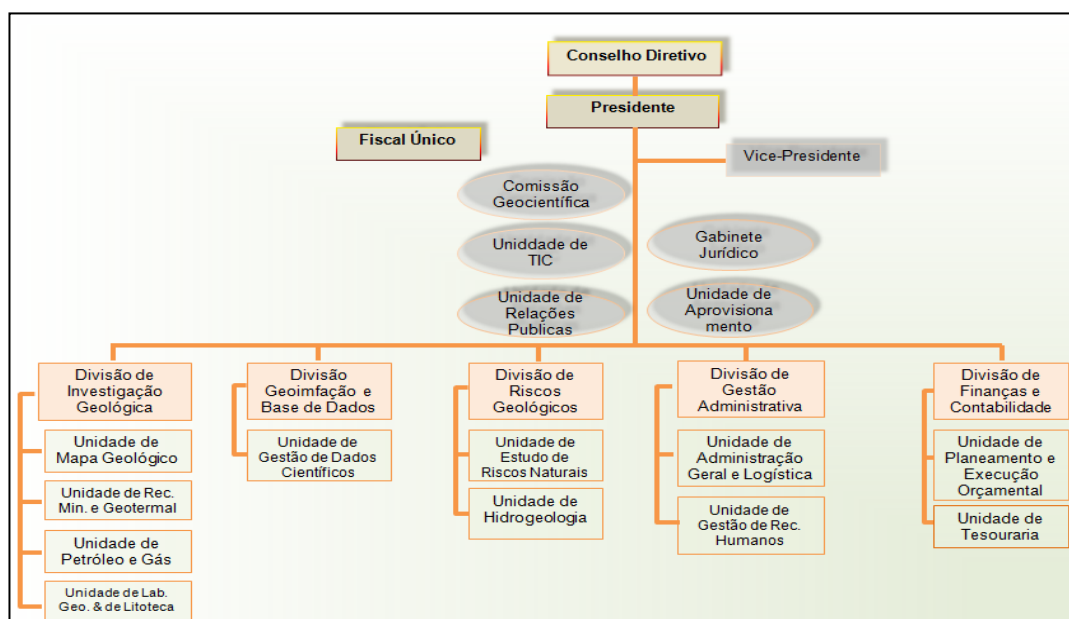 Conselho Diretivo
Presidente
Fiscal Único
Vice-Presidente
Comissão
Geocientífica
Uniddade de
TIC
Gabinete
Jurídico
Unidade de
Relações
Publicas
Unidade de
Aprovisiona
mento
Divisão de
Investigação
Geológica
Divisão
Geoimfação e
Base de Dados
Divisão de
Riscos
Geológicos
Divisão de
Gestão
Administrativa
Divisão de
Finanças e
Contabilidade
Unidade de
Mapa Geológico
Unidade de
Gestão de Dados
Científicos
Unidade de
Estudo de
Riscos Naturais
Unidade de
Administração
Geral e Logística
Unidade de
Planeamento e
Execução
Orçamental
Unidade de Rec.
Min. e Geotermal
Unidade de
Hidrogeologia
Unidade de
Gestão de Rec.
Humanos
Unidade de
Tesouraria
Unidade de
Petróleo e Gás
Unidade de Lab.
Geo. & de Litoteca